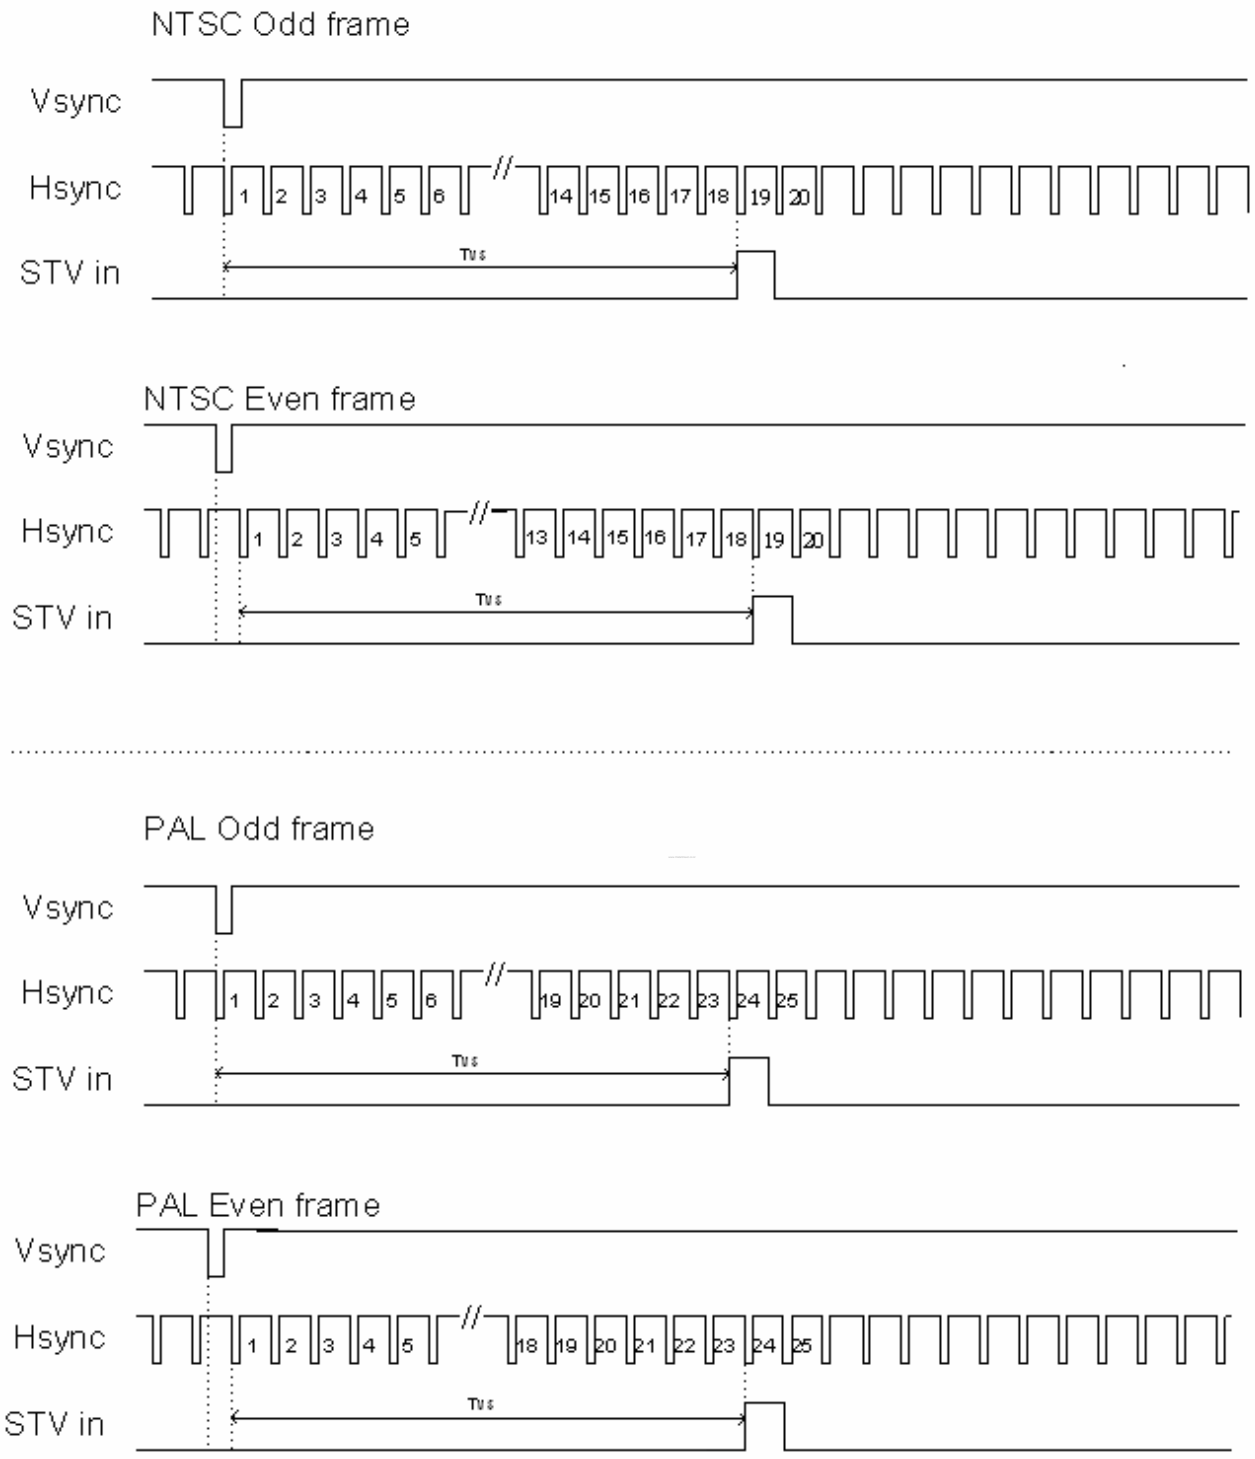 NTSC Odd frame
Vsync
Hsync 1 2 3 4 5 6 // 14 15 16 17 18 19 20
STV in Tvs
NTSC Even frame
Vsync
Hsync 1 2 3 4 5 // 13 14 15 16 17 18 19 20
STV in Tvs
PAL Odd frame
Vsync
Hsync 1 2 3 4 5 6 // 19 20 21 22 23 24 25
STV in Tvs
PAL Even frame
Vsync
Hsync 1 2 3 4 5 // 18 19 20 21 22 23 24 25
STV in Tvs